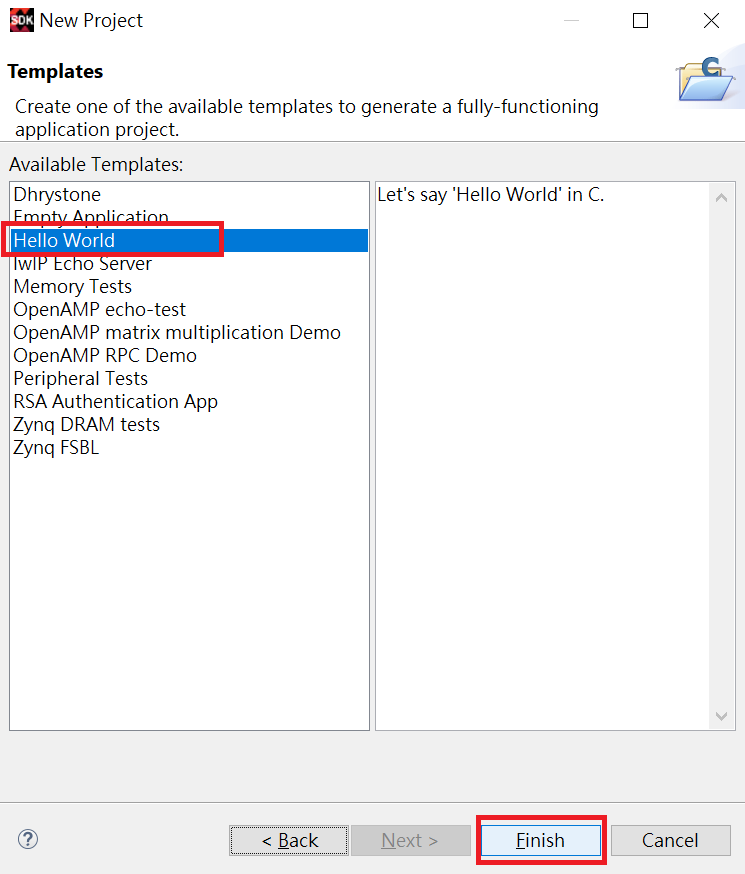 SDK New Project
Templates
Create one of the available templates to generate a fully-functioning
application project.
Available Templates:
Dhrystone
Empty Application
Hello World
lwIP Echo Server
Memory Tests
OpenAMP echo-test
OpenAMP matrix multiplication Demo
OpenAMP RPC Demo
Peripheral Tests
RSA Authentication App
Zynq DRAM tests
Zynq FSBL
Let's say 'Hello World' in C.
? < Back Next > Finish Cancel